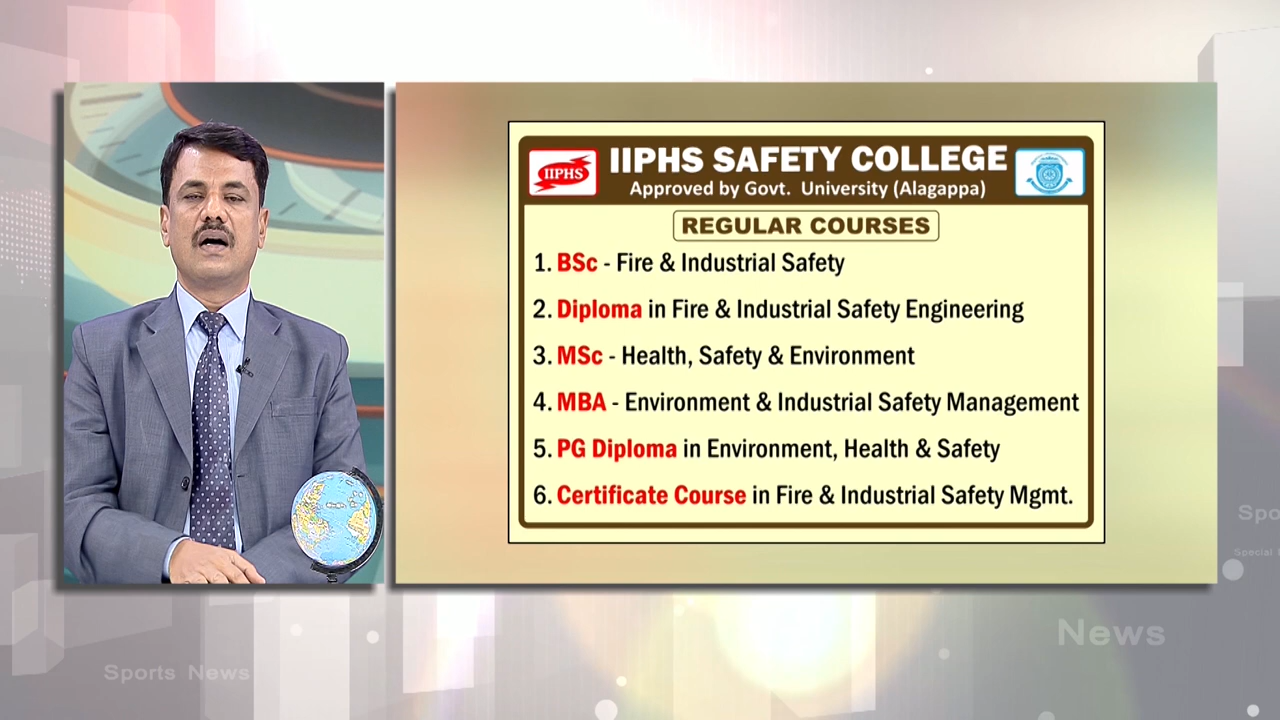 IIPHS
IIPHS SAFETY COLLEGE
Approved by Govt. University (Alagappa)
REGULAR COURSES
1. BSc - Fire & Industrial Safety
2. Diploma in Fire & Industrial Safety Engineering
3. MSc - Health, Safety & Environment
4. MBA - Environment & Industrial Safety Management
5. PG Diploma in Environment, Health & Safety
6. Certificate Course in Fire & Industrial Safety Mgmt.
Spo
Special
News
Sports News